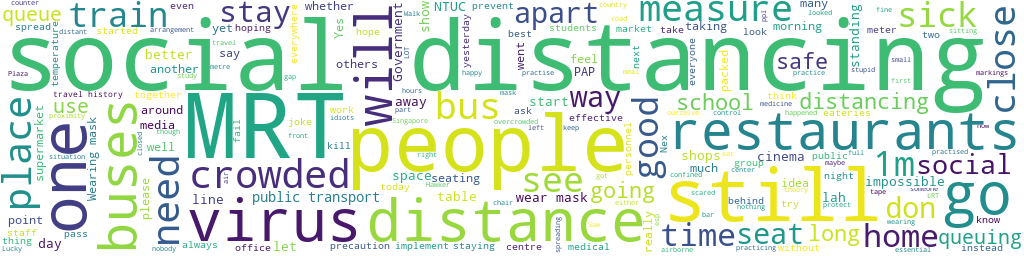 social distancing
MRT
people
restaurants
still
virus
distance
one
buses
bus
will
crowded
place
need
train
stay
apart
measure
sick
close
safe
way
good
school
distancing
go
1m
social
home
time
seat
long
don
see
going
queuing
queue
use
day
line
public transport
wear mask
Wearing mask
travel history
Government
NTUC
PAP
temperature
supermarket
counter
spread
hoping
everywhere
whether
even
better
yet
say
another
others
Yes
hope
show
prevent
yesterday
students
feel
went
best
market
take
taking
morning
look
many
standing
meter
two
everyone
next
packed
think
medicine
happened
eateries
start
effective
ask
personnel
away
work
joke
idiots
kill
fail
front
together
around
media
though
well
please
situation
proximity
closed
space
seating
today
table
chair
Hawker
either
really
shops
much
group
center
cinema
public
maybe
night
behind
nothing
idea
try
scared
bar
confined
impossible
lah
without
practicing
airborne
know
instead
essential
wearing
LRT
protect
someone
tape
full
practised
now
control
first
small
stupid
fine
sitting
road
country
markings
practise
practice
happy
hours
mask
part
Singapore
overcrowded
left
keep
right
got
spreading
medical
centre
staying
implement
precaution
let
office
always
nobody
pass
point
staff
thing
Lucky
Plaza
distant
arrangement
started
travel
study
metre
gap
Walk
LOT
ppl
looked
Nex